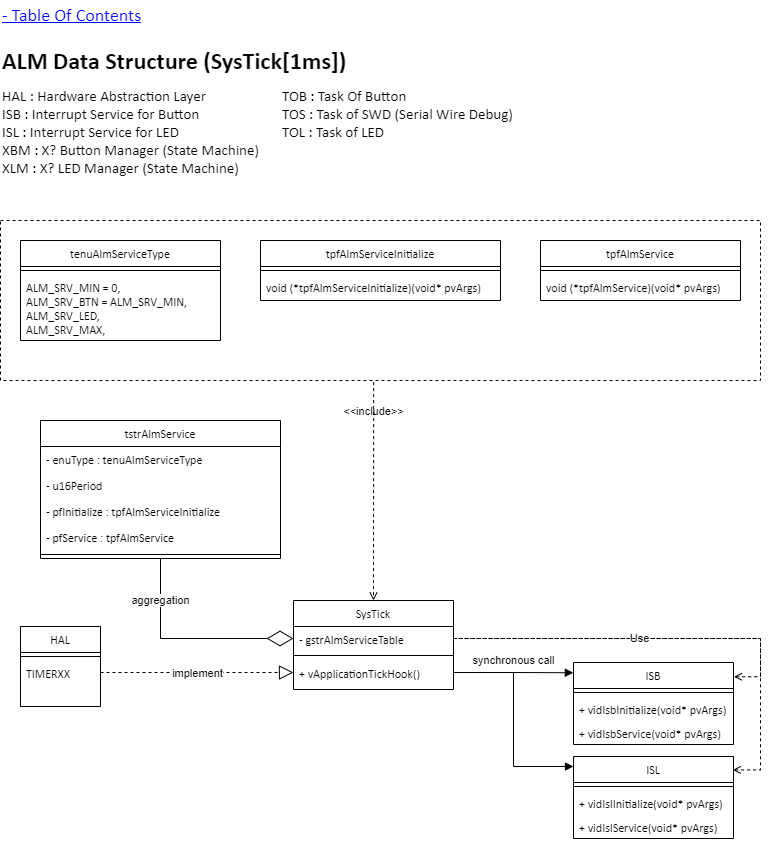 - Table Of Contents
ALM Data Structure (SysTick[1ms])
HAL : Hardware Abstraction Layer
ISB : Interrupt Service for Button
ISL : Interrupt Service for LED
XBM : X? Button Manager (State Machine)
XLM : X? LED Manager (State Machine)
TOB : Task Of Button
TOS : Task of SWD (Serial Wire Debug)
TOL : Task of LED
tenuAlmServiceType
ALM_SRV_MIN = 0,
ALM_SRV_BTN = ALM_SRV_MIN,
ALM_SRV_LED,
ALM_SRV_MAX,
tpfAlmServiceInitialize
void (*tpfAlmServiceInitialize)(void* pvArgs)
tpfAlmService
void (*tpfAlmService)(void* pvArgs)
<<include>>
tstrAlmService
- enuType : tenuAlmServiceType
- u16Period
- pfInitialize : tpfAlmServiceInitialize
- pfService : tpfAlmService
aggregation
HAL
TIMERXX
implement
SysTick
- gstrAlmServiceTable
+ vApplicationTickHook()
Use
synchronous call
ISB
+ vidIsbInitialize(void* pvArgs)
+ vidIsbService(void* pvArgs)
ISL
+ vidIslInitialize(void* pvArgs)
+ vidIslService(void* pvArgs)